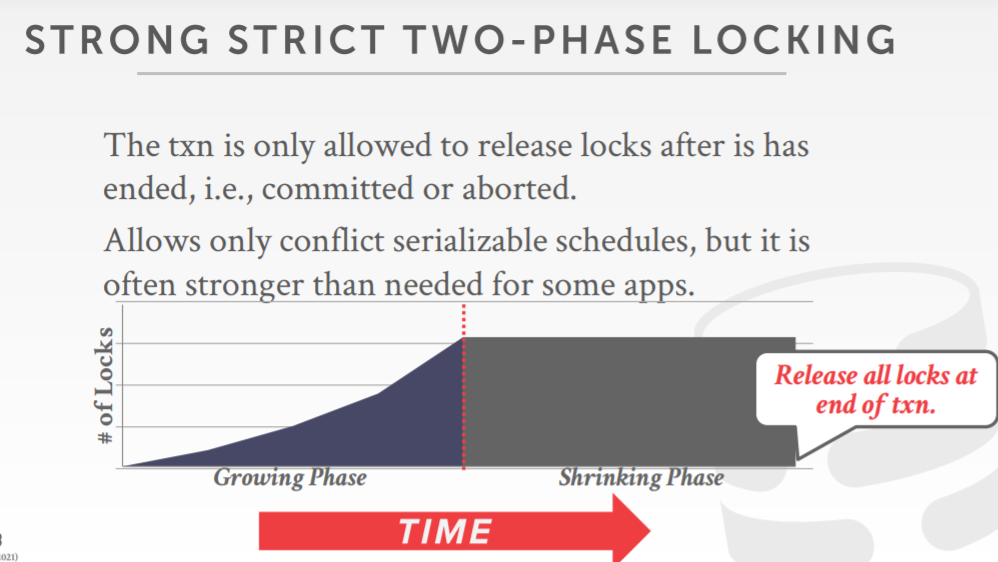 STRONG STRICT TWO-PHASE LOCKING
The txn is only allowed to release locks after is has
ended, i.e., committed or aborted.
Allows only conflict serializable schedules, but it is
often stronger than needed for some apps.
# of Locks
Release all locks at
end of txn.
Growing Phase
Shrinking Phase
TIME
021)